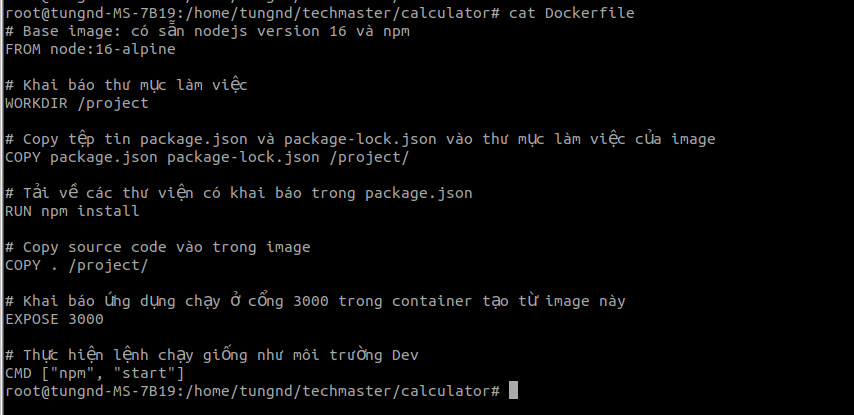 root@tungnd-MS-7B19:/home/tungnd/techmaster/calculator# cat Dockerfile
# Base image: có sẵn nodejs version 16 và npm
FROM node:16-alpine
# Khai báo thư mục làm việc
WORKDIR /project
# Copy tệp tin package.json và package-lock.json vào thư mục làm việc của image
COPY package.json package-lock.json /project/
# Tải về các thư viện có khai báo trong package.json
RUN npm install
# Copy source code vào trong image
COPY . /project/
# Khai báo ứng dụng chạy ở cổng 3000 trong container tạo từ image này
EXPOSE 3000
# Thực hiện lệnh chạy giống như môi trường Dev
CMD ["npm", "start"]
root@tungnd-MS-7B19:/home/tungnd/techmaster/calculator#